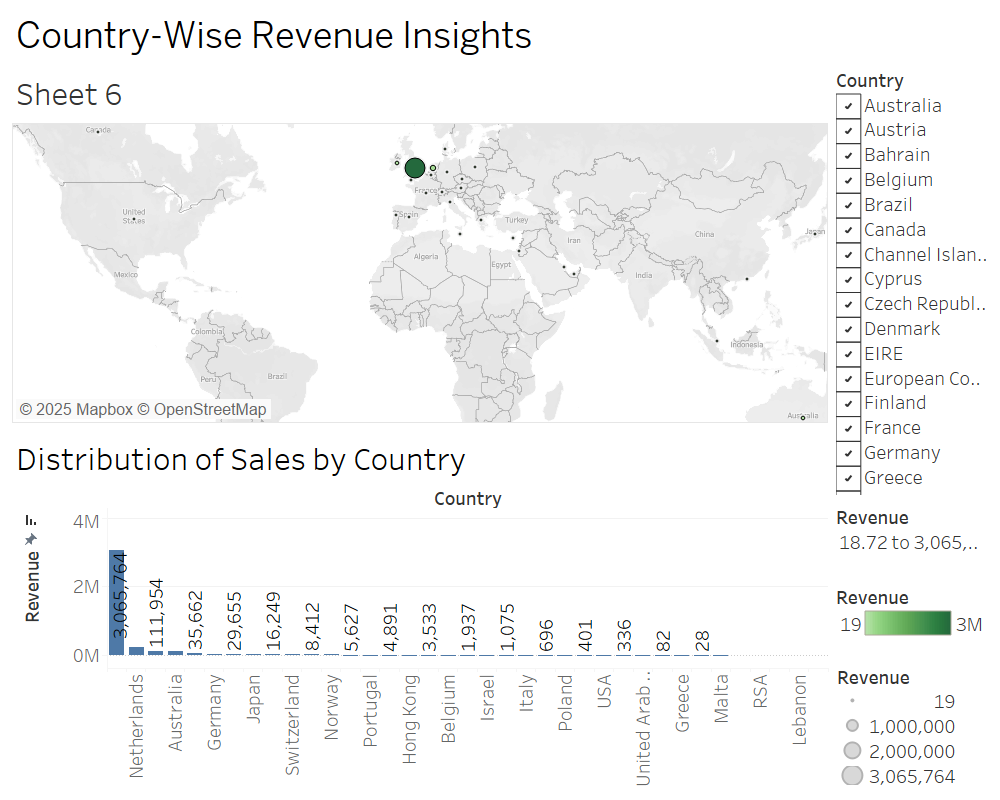 Country-Wise Revenue Insights
Sheet 6
Canada
United
States
Mexico
Colombia
Peru
Brazil
France
Spain
Algeria
Turkey
Egypt
Iran
India
China
Japan
Indonesia
Australia
© 2025 Mapbox © OpenStreetMap
Country
Australia
Austria
Bahrain
Belgium
Brazil
Canada
Channel Islan..
Cyprus
Czech Republ..
Denmark
EIRE
European Co..
Finland
France
Germany
Greece
Distribution of Sales by Country
Country
Revenue
4M
2M
0M
3,065,764
111,954
35,662
29,655
16,249
8,412
5,627
4,891
3,533
1,937
1,075
696
401
336
82
28
Netherlands
Australia
Germany
Japan
Switzerland
Norway
Portugal
Hong Kong
Belgium
Israel
Italy
Poland
USA
United Arab ..
Greece
Malta
RSA
Lebanon
Revenue
18.72 to 3,065,..
Revenue
19 3M
Revenue
19
1,000,000
2,000,000
3,065,764